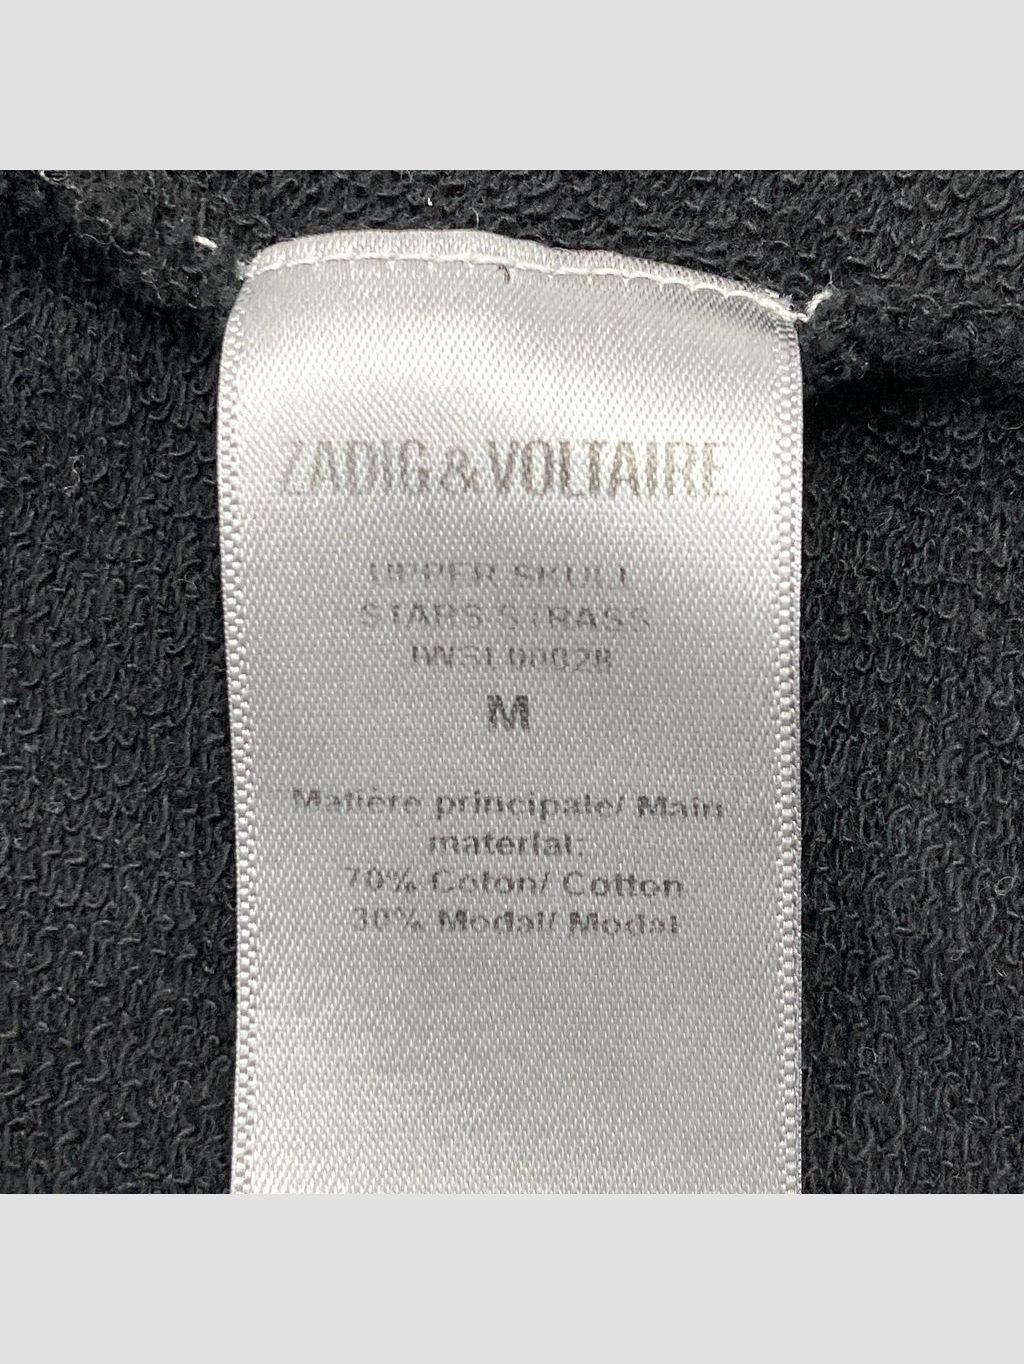 ZADIG&VOLTAIRE
UPPER SKULL
STARS STRASS
M
Matière principale/ Main
material:
70% Coton/ Cotton
30% Modal/ Modal